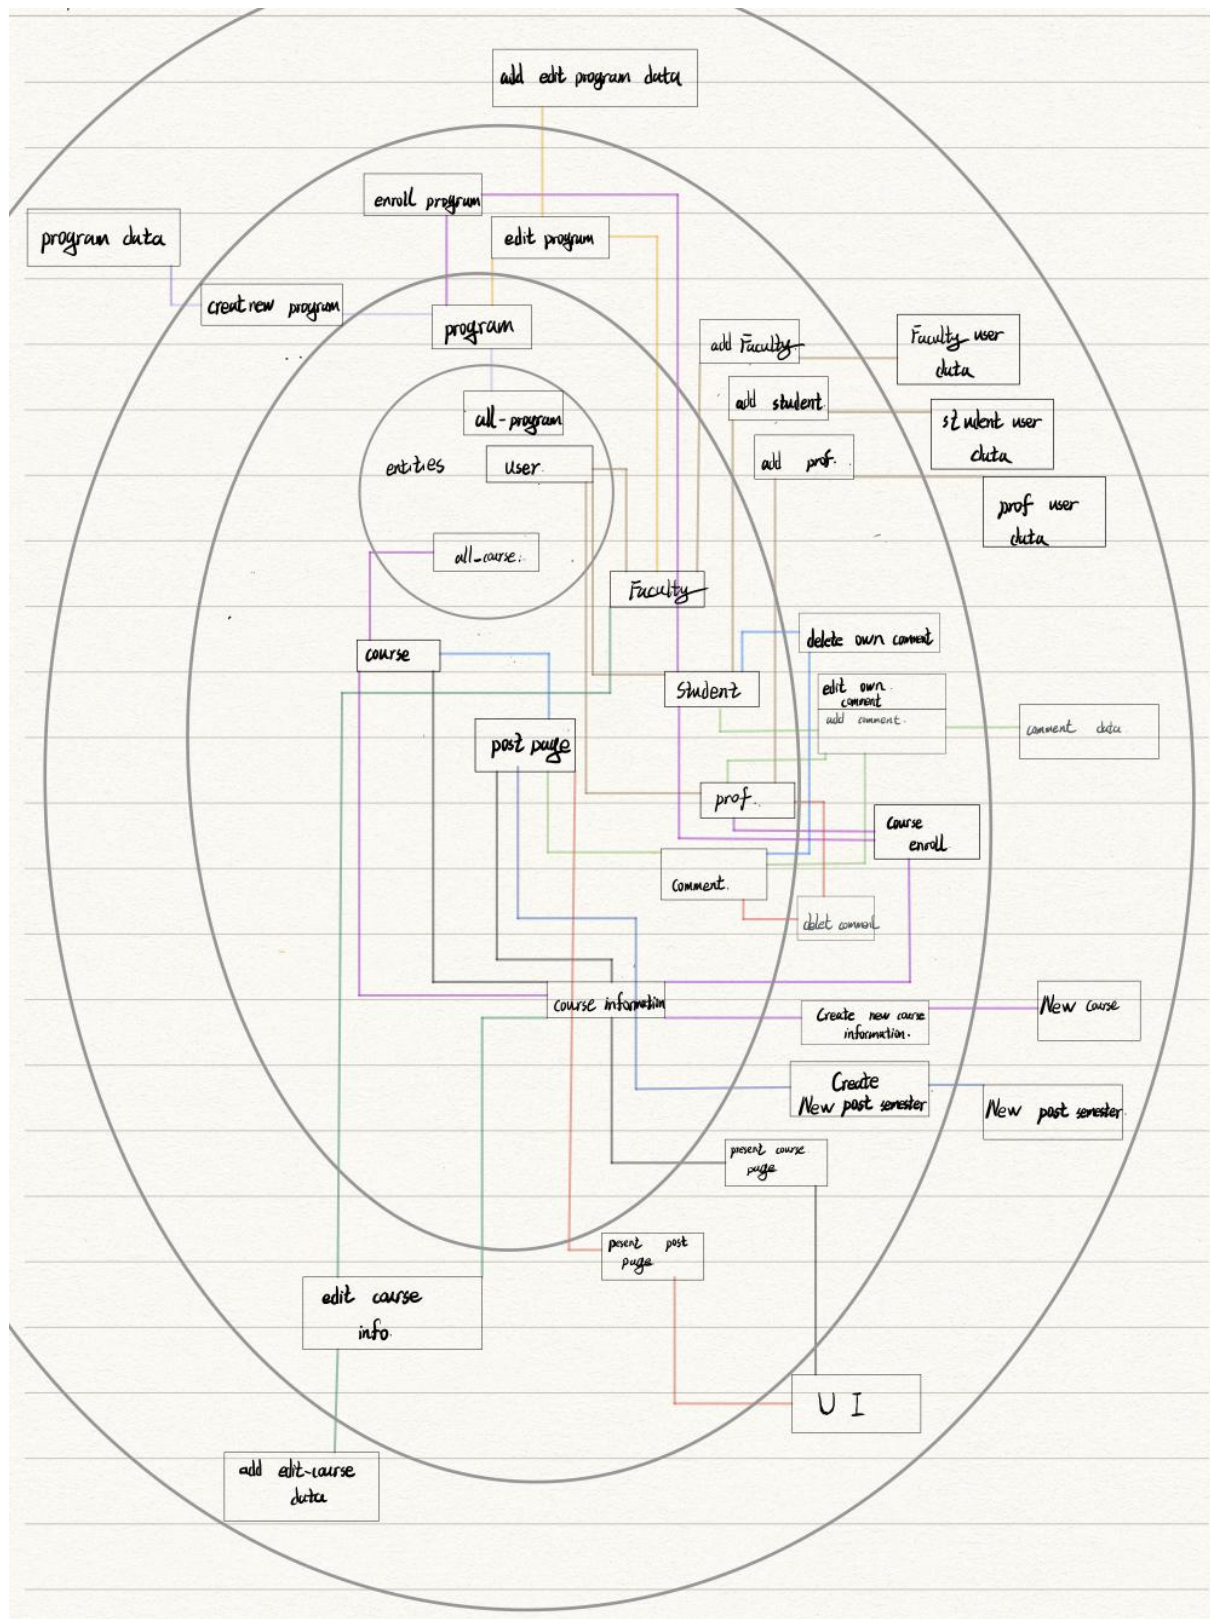 add edit program data
enroll program
program data
edit program
creat new program
program
add Faculty
Faculty user
data
all-program
add student.
student user
data
entities
user.
add prof.
prof user
data
all-course.
Faculty
delete own comment
course
Student
edit own
comment
add comment.
comment data
post page
prof.
course
enroll.
comment.
delet comment
course information
New course
Create new course
information.
Create
New post semester
New post semester
present course
page
pesent post
page
edit course
info.
UI
add edit-course
data